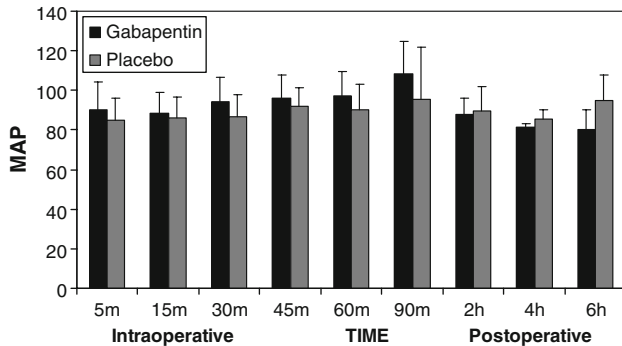 140
120
100
80
60
40
20
0
MAP
Gabapentin
Placebo
5m 15m 30m 45m 60m 90m 2h 4h 6h
Intraoperative TIME Postoperative